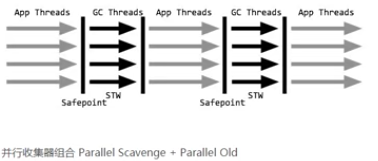 App Threads GC Threads App Threads GC Threads App Threads
STW STW
Safepoint Safepoint
并行收集器组合 Parallel Scavenge + Parallel Old